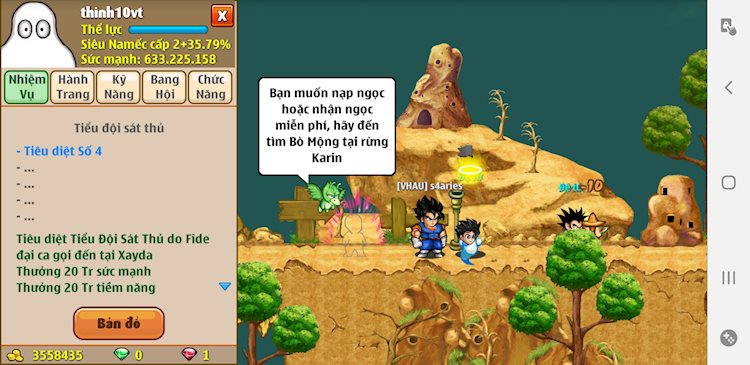 thinh10vt
X
Thể lực
Siêu Namếc cấp 2+35.79%
Sức mạnh: 633.225.158
Nhiệm
Vụ
Hành
Trang
Kỹ
Năng
Bang
Hội
Chức
Năng
Tiểu đội sát thủ
- Tiêu diệt Số 4
- ...
- ...
- ...
- ...
Tiêu diệt Tiểu Đội Sát Thủ do Fide
đại ca gọi đến tại Xayda
Thưởng 20 Tr sức mạnh
Thưởng 20 Tr tiềm năng
Bản đồ
3558435
0
1
Bạn muốn nạp ngọc
hoặc nhận ngọc
miễn phí, hãy đến
tìm Bò Mộng tại rừng
Karin
[VHAU] s4aries
-10